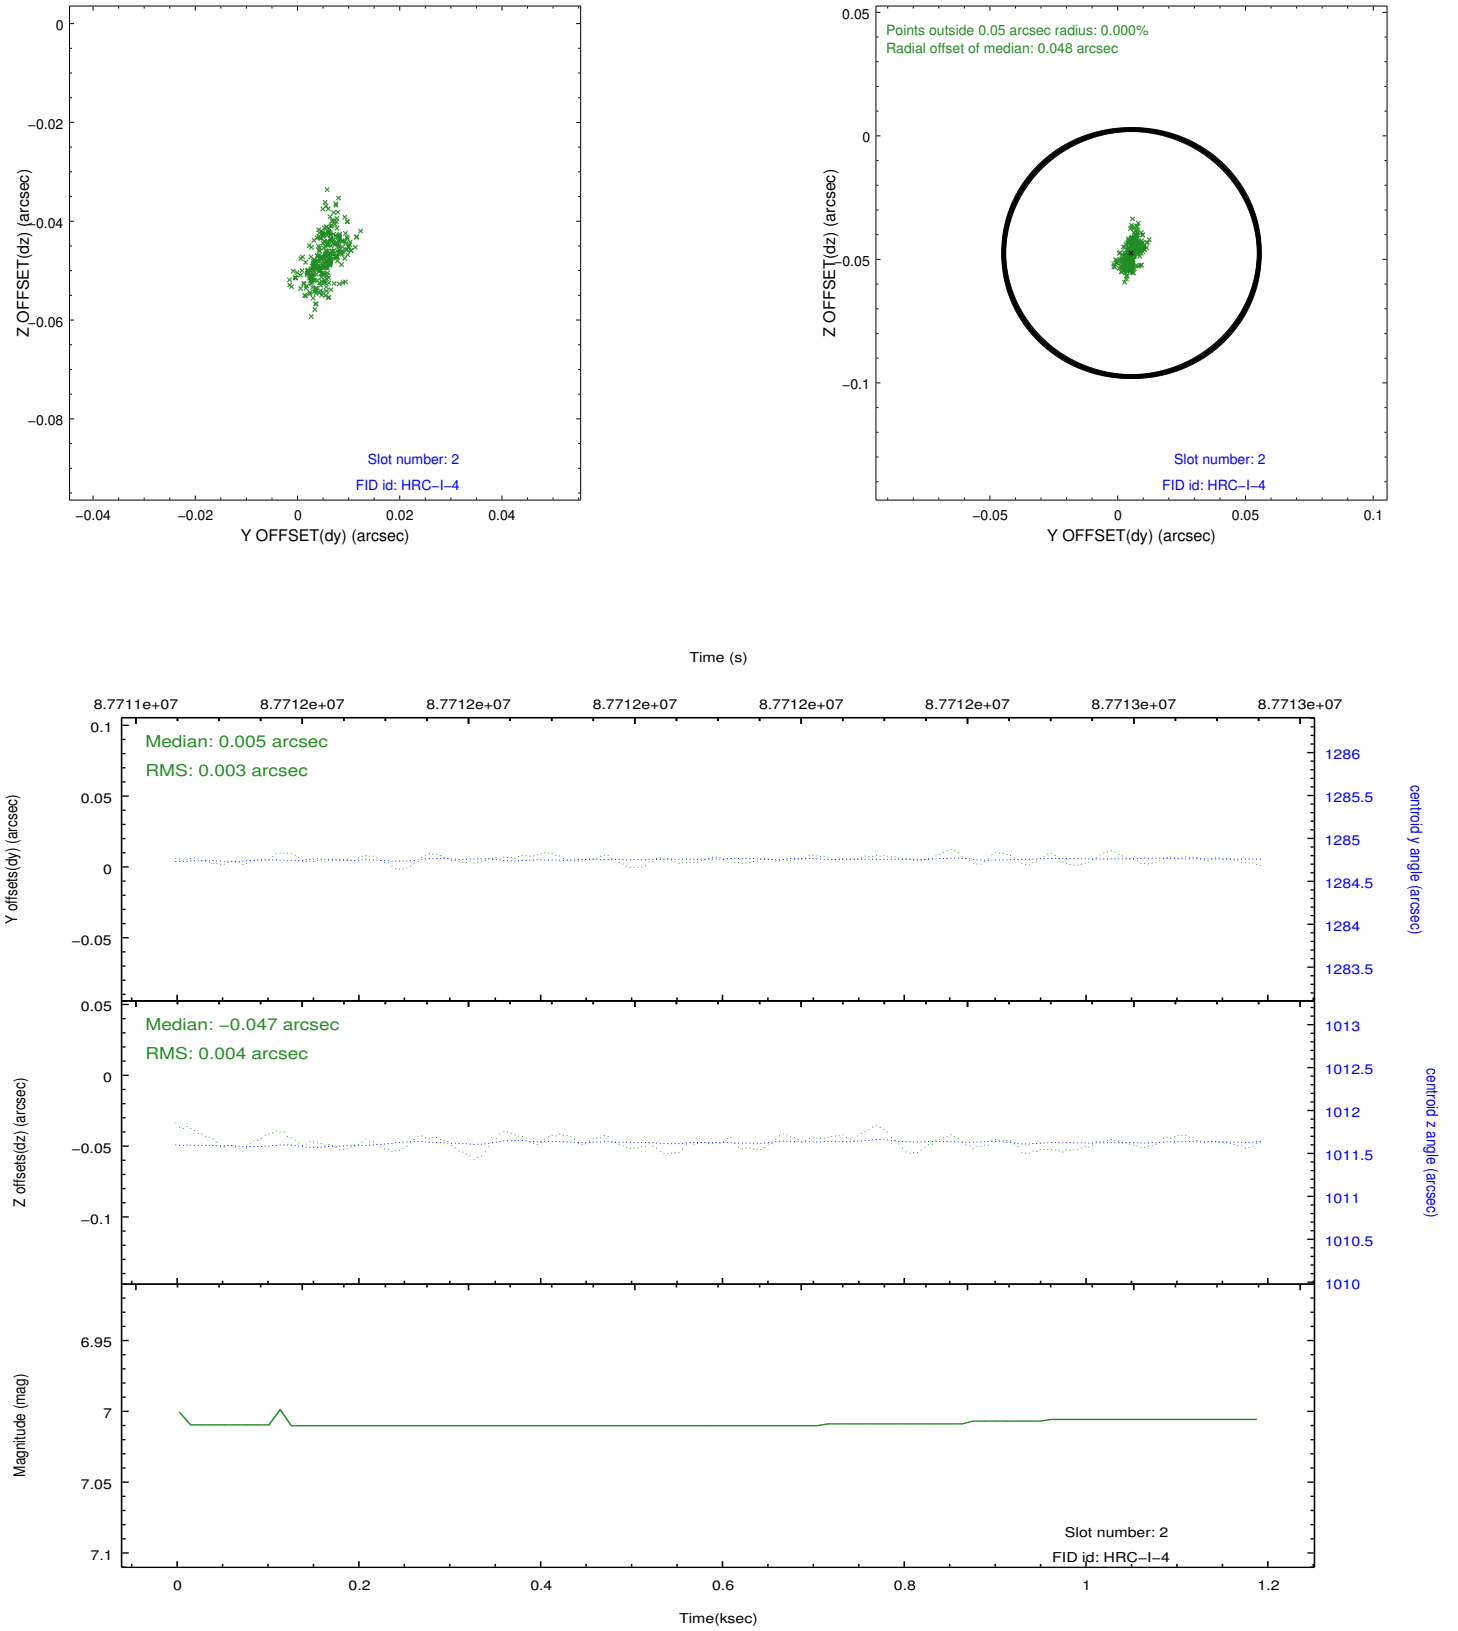 0
−0.02
−0.04
−0.06
−0.08
Z OFFSET(dz) (arcsec)
Slot number: 2
FID id: HRC−I−4
−0.04
−0.02
0
0.02
0.04
Y OFFSET(dy) (arcsec)
0.05
Points outside 0.05 arcsec radius: 0.000%
Radial offset of median: 0.048 arcsec
0
−0.05
−0.1
Z OFFSET(dz) (arcsec)
Slot number: 2
FID id: HRC−I−4
−0.05
0
0.05
0.1
Y OFFSET(dy) (arcsec)
Time (s)
8.7711e+07
8.7712e+07
8.7712e+07
8.7712e+07
8.7712e+07
8.7712e+07
8.7713e+07
8.7713e+07
0.1
0.05
0
−0.05
Y offsets(dy) (arcsec)
Median: 0.005 arcsec
RMS: 0.003 arcsec
1286
1285.5
1285
1284.5
1284
1283.5
centroid y angle (arcsec)
0.05
0
−0.05
−0.1
Z offsets(dz) (arcsec)
Median: −0.047 arcsec
RMS: 0.004 arcsec
1013
1012.5
1012
1011.5
1011
1010.5
1010
centroid z angle (arcsec)
6.95
7
7.05
7.1
Magnitude (mag)
Slot number: 2
FID id: HRC−I−4
0
0.2
0.4
0.6
0.8
1
1.2
Time(ksec)